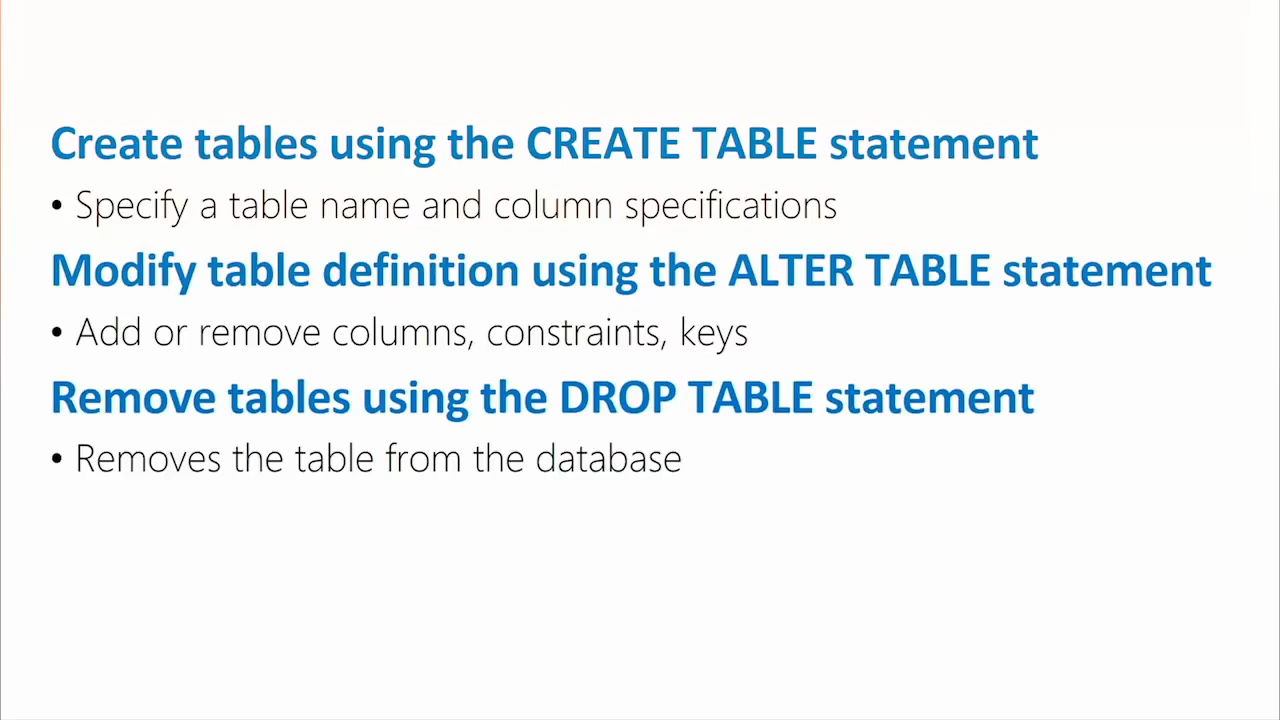 Create tables using the CREATE TABLE statement
• Specify a table name and column specifications
Modify table definition using the ALTER TABLE statement
• Add or remove columns, constraints, keys
Remove tables using the DROP TABLE statement
• Removes the table from the database